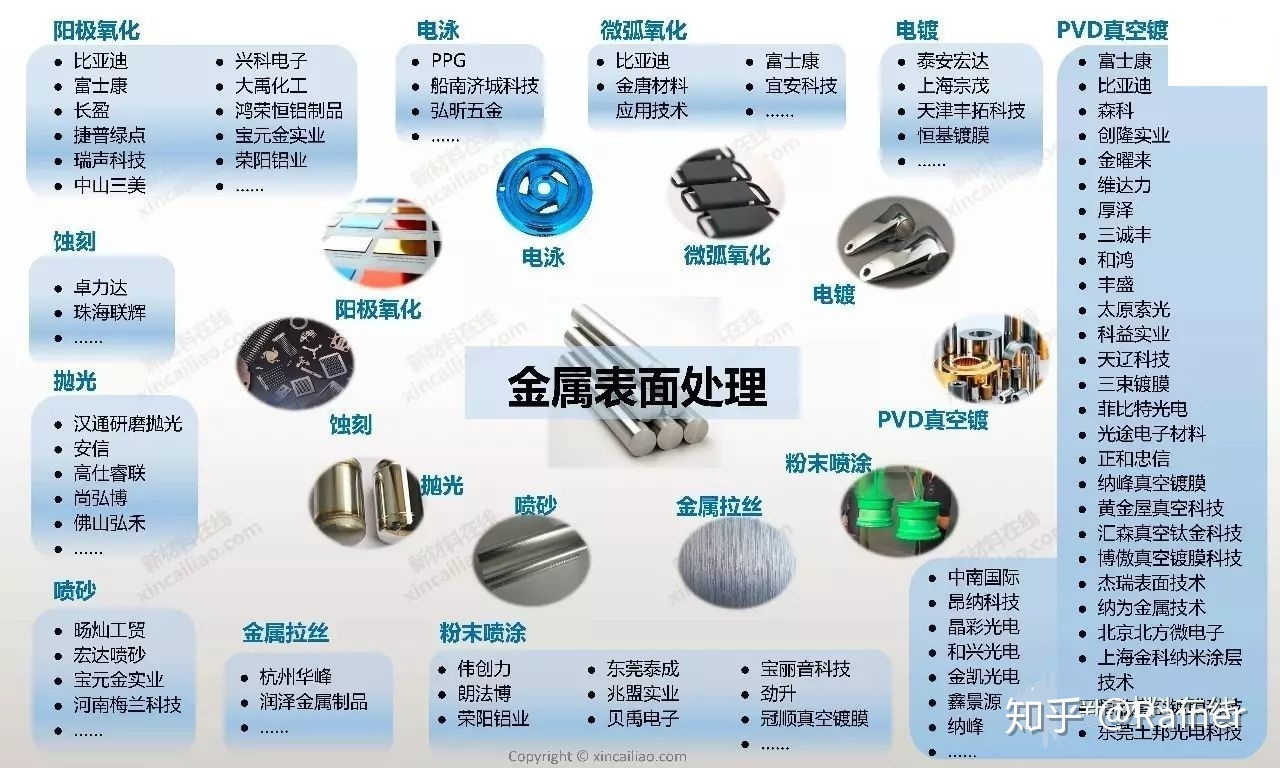 阳极氧化
• 比亚迪
• 富士康
• 长盈
• 捷普绿点
• 瑞声科技
• 中山三美
• 兴科电子
• 大禹化工
• 鸿荣恒铝制品
• 宝元金实业
• 荣阳铝业
• ......
电泳
• PPG
• 船南济城科技
• 弘昕五金
• ......
微弧氧化
• 比亚迪
• 金唐材料
应用技术
• 富士康
• 宜安科技
• ......
电镀
• 泰安宏达
• 上海宗茂
• 天津丰拓科技
• 恒基镀膜
• ......
PVD真空镀
• 富士康
• 比亚迪
• 森科
• 创隆实业
• 金曜来
• 维达力
• 厚泽
• 三诚丰
• 和鸿
• 丰盛
• 太原索光
• 科益实业
• 天辽科技
• 三束镀膜
• 菲比特光电
• 光途电子材料
• 正和忠信
• 纳峰真空镀膜
• 黄金屋真空科技
• 汇森真空钛金科技
• 博傲真空镀膜科技
• 杰瑞表面技术
• 纳为金属技术
• 北京北方微电子
• 上海金科纳米涂层
技术
• 东莞士邦光电科技
• 中南国际
• 昂纳科技
• 晶彩光电
• 和兴光电
• 金凯光电
• 鑫景源
• 纳峰
• ......
蚀刻
• 卓力达
• 珠海联辉
• ......
抛光
• 汉通研磨抛光
• 安信
• 高仕睿联
• 尚弘博
• 佛山弘禾
• ......
喷砂
• 旸灿工贸
• 宏达喷砂
• 宝元金实业
• 河南梅兰科技
• ......
金属拉丝
• 杭州华峰
• 润泽金属制品
• ......
粉末喷涂
• 伟创力
• 朗法博
• 荣阳铝业
• 东莞泰成
• 兆盟实业
• 贝禹电子
• 宝丽音科技
• 劲升
• 冠顺真空镀膜
• ......
电泳
微弧氧化
阳极氧化
电镀
金属表面处理
蚀刻
PVD真空镀
粉末喷涂
抛光
喷砂
金属拉丝
新材料在线
xincailiao.com
知乎 @Rainer
Copyright © xincailiao.com